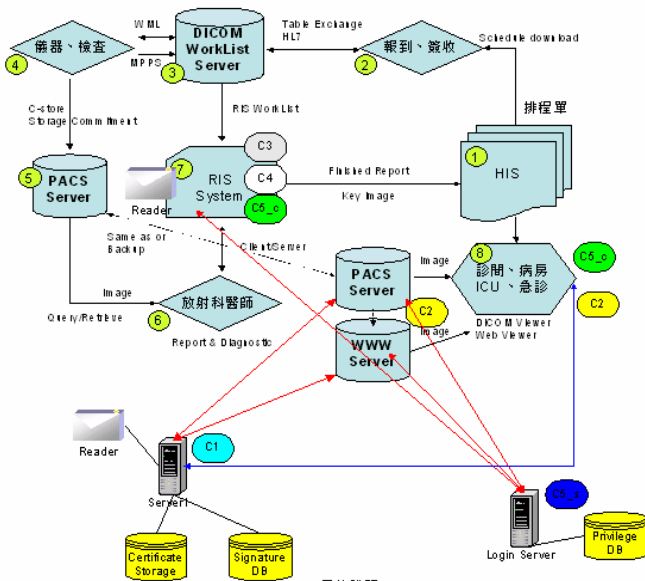 儀器、檢查
4
WML
MPPS
DICOM
WorkList
Server
3
Table Exchange
HL7
報到、簽收
2
Schedule download
排程單
C-store
Storage Commitment
RIS WorkList
5
PACS
Server
7
RIS
System
Reader
C3
C4
C5_c
Finished Report
Key Image
1
HIS
Same as or
Backup
Client/Server
Image
Query/Retrieve
放射科醫師
6
Report & Diagnostic
PACS
Server
C2
Image
8
診間、病房
ICU、急診
C5_c
C2
DICOM Viewer
Web Viewer
Image
WWW
Server
Reader
C1
Server1
Certificate
Storage
Signature
DB
C5_s
Login Server
Privilege
DB